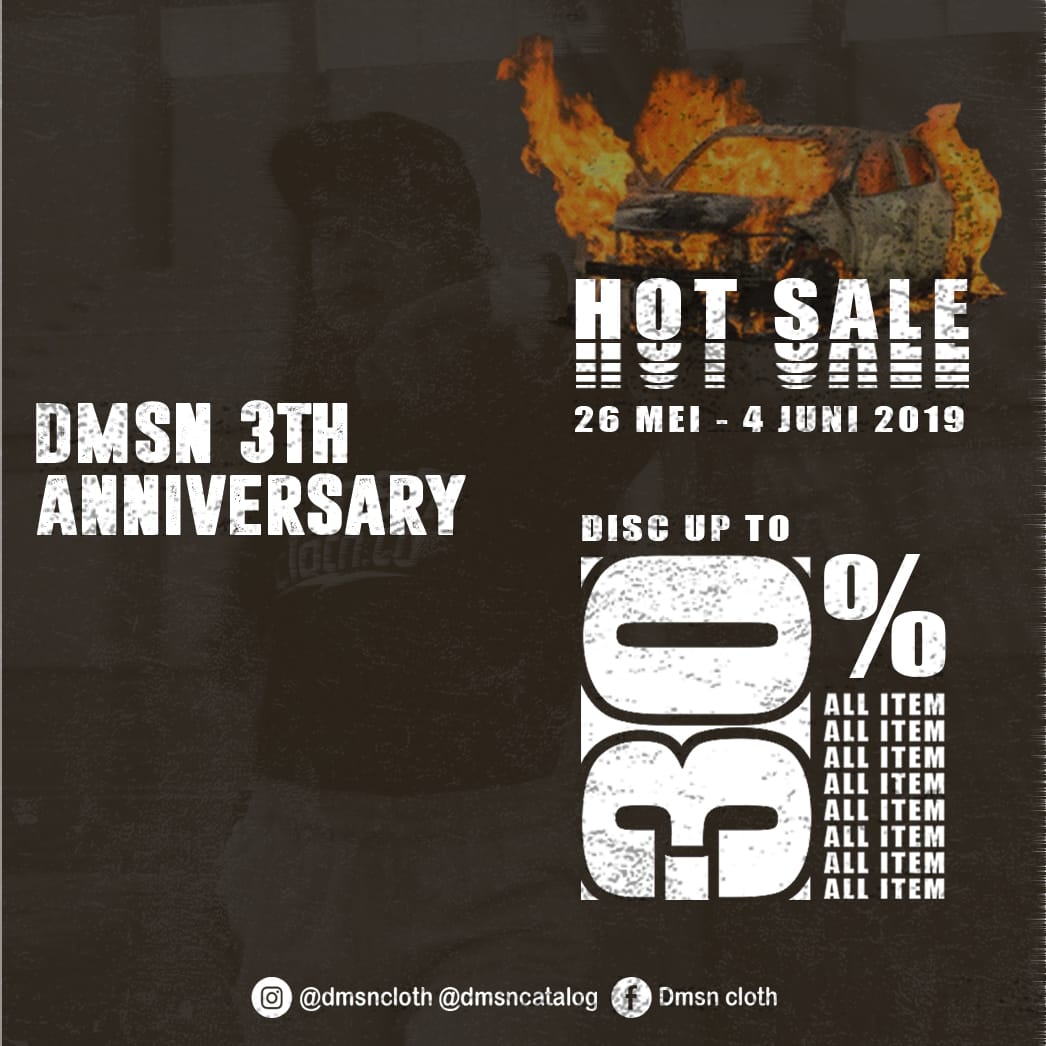 HOT SALE
26 MEI - 4 JUNI 2019
DMSN 3TH
ANNIVERSARY
DISC UP TO
30%
ALL ITEM
ALL ITEM
ALL ITEM
ALL ITEM
ALL ITEM
ALL ITEM
ALL ITEM
ALL ITEM
@dmsncloth @dmsncatalog Dmsn cloth